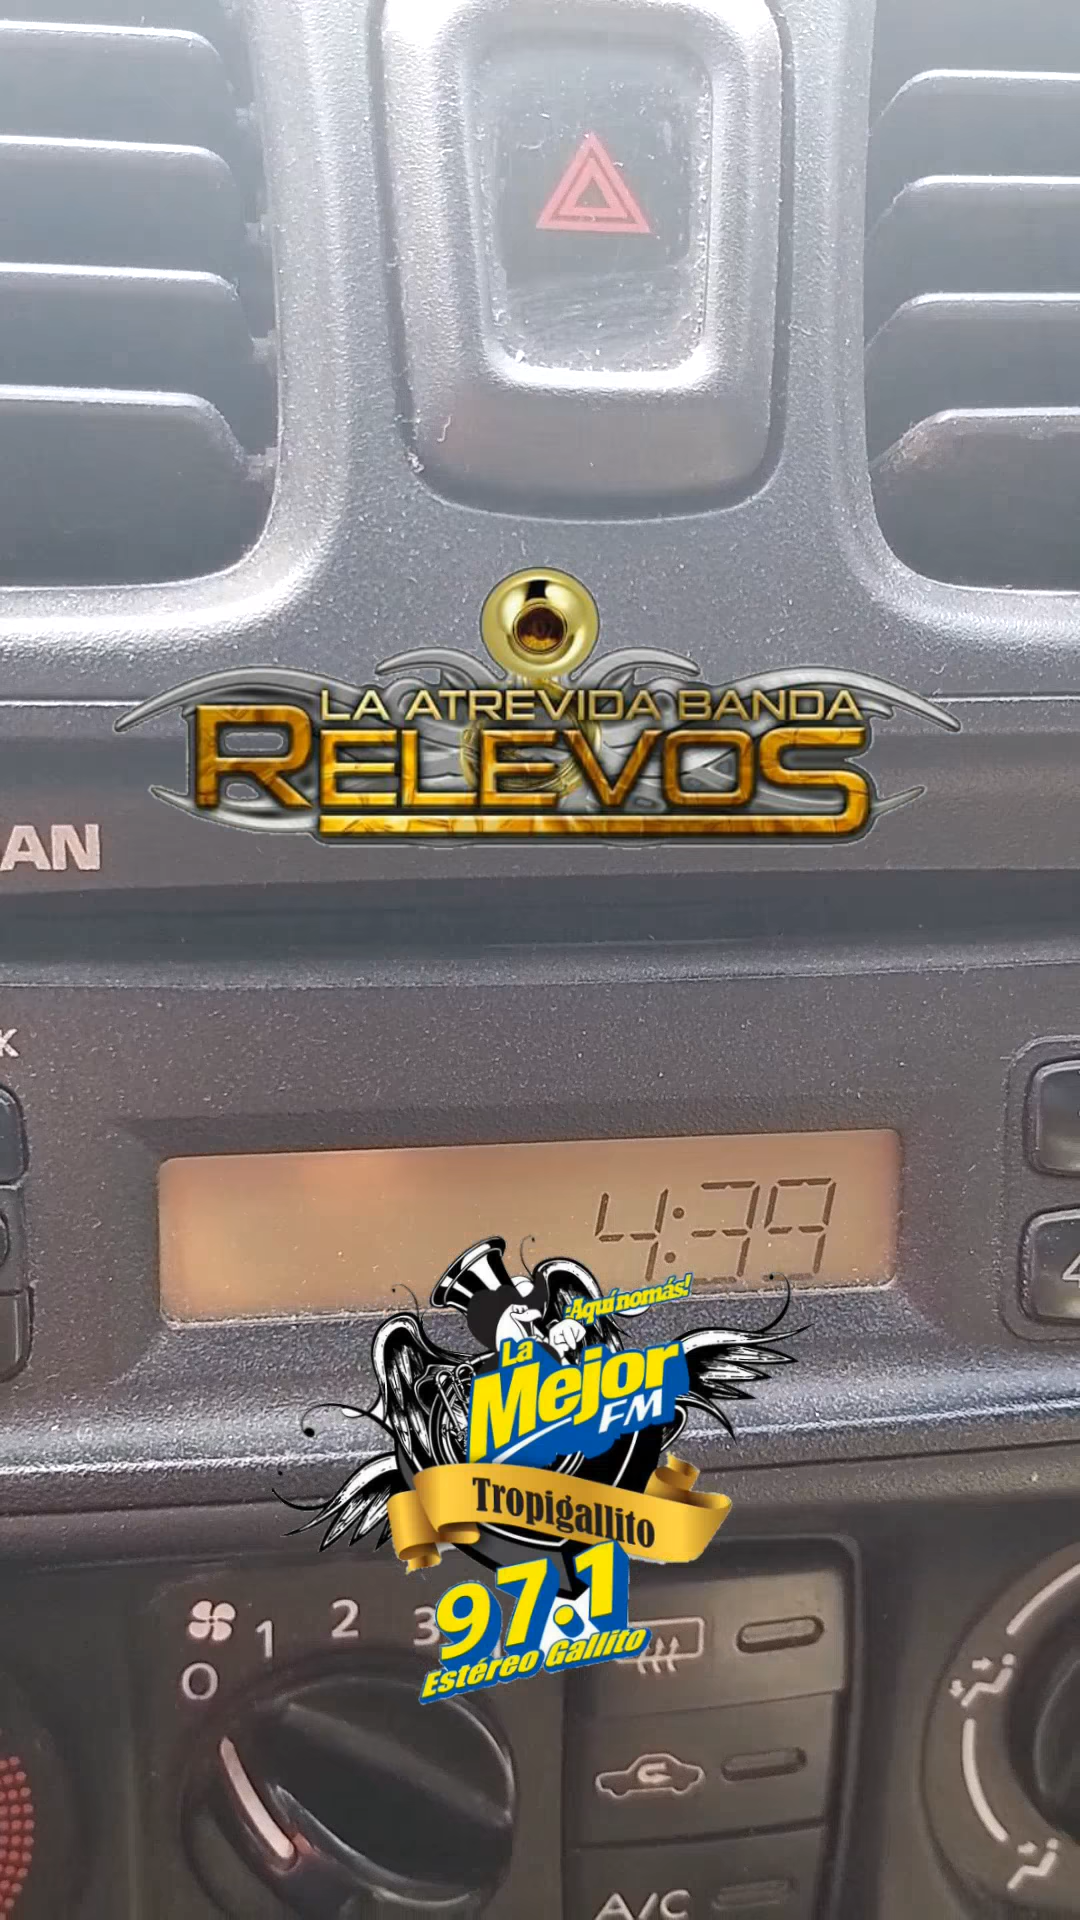 LA ATREVIDA BANDA
RELEVOS
AN
K
4:39
¡Aquí nomás!
La
Mejor
FM
Tropigallito
97.1
Estéreo Gallito
0
1
2
3
A/C